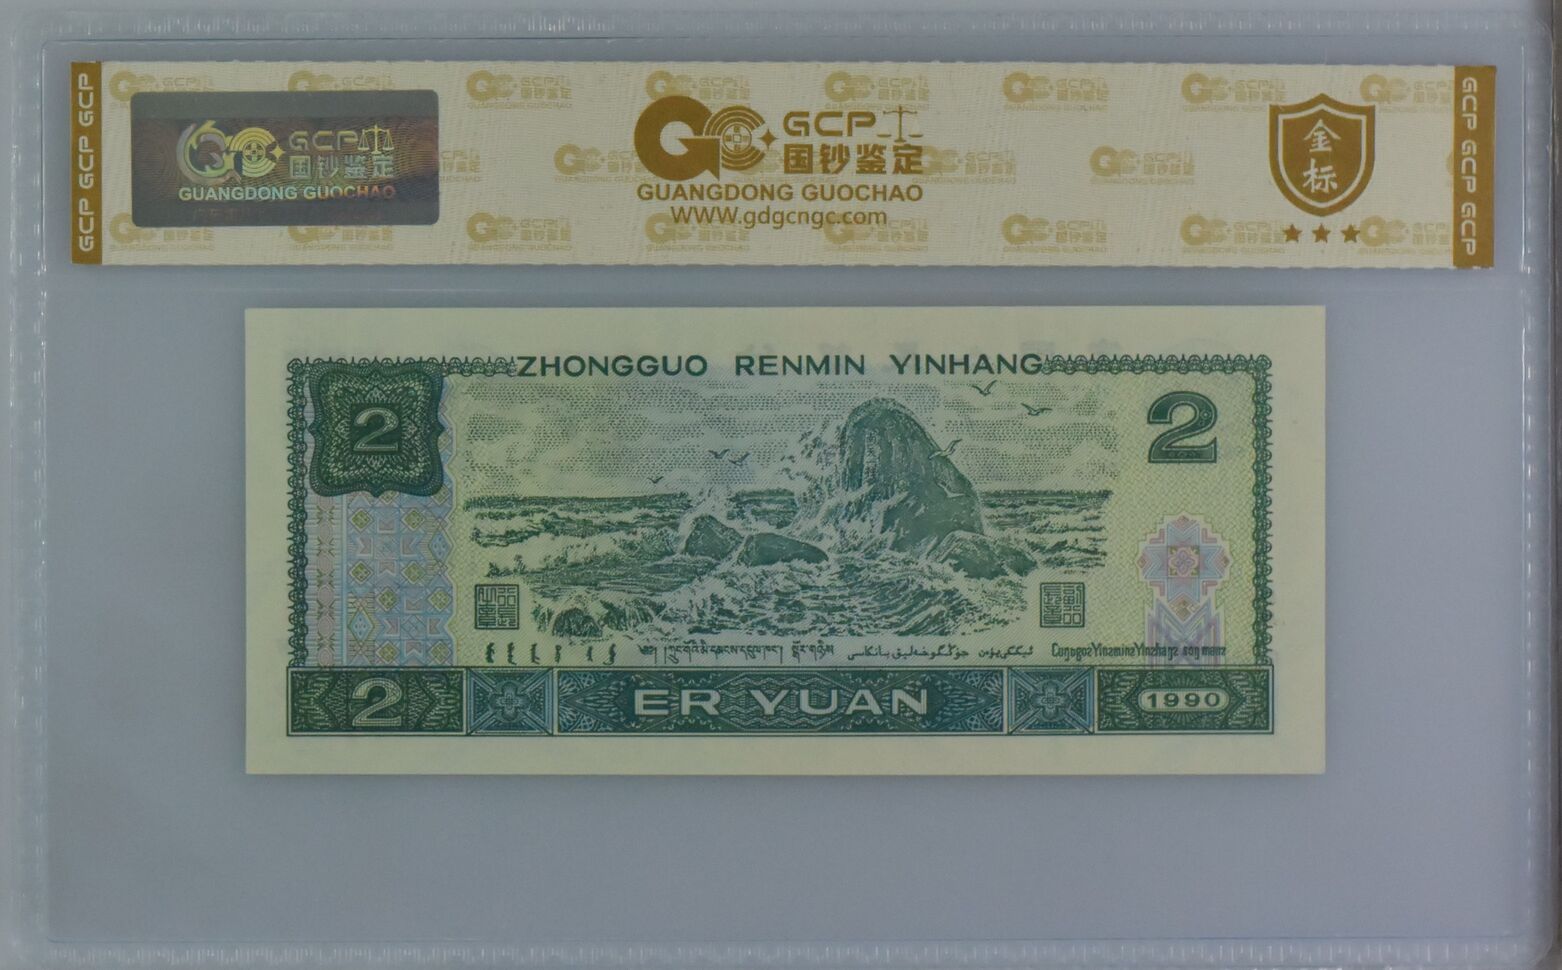 GCP GCP GCP
GCP
国钞鉴定
GUANGDONG GUOCHAO
GCP
国钞鉴定
GUANGDONG GUOCHAO
WWW.gdgcngc.com
金
标
GCP GCP GCP
ZHONGGUO RENMIN YINHANG
2
2
2
ER YUAN
1990